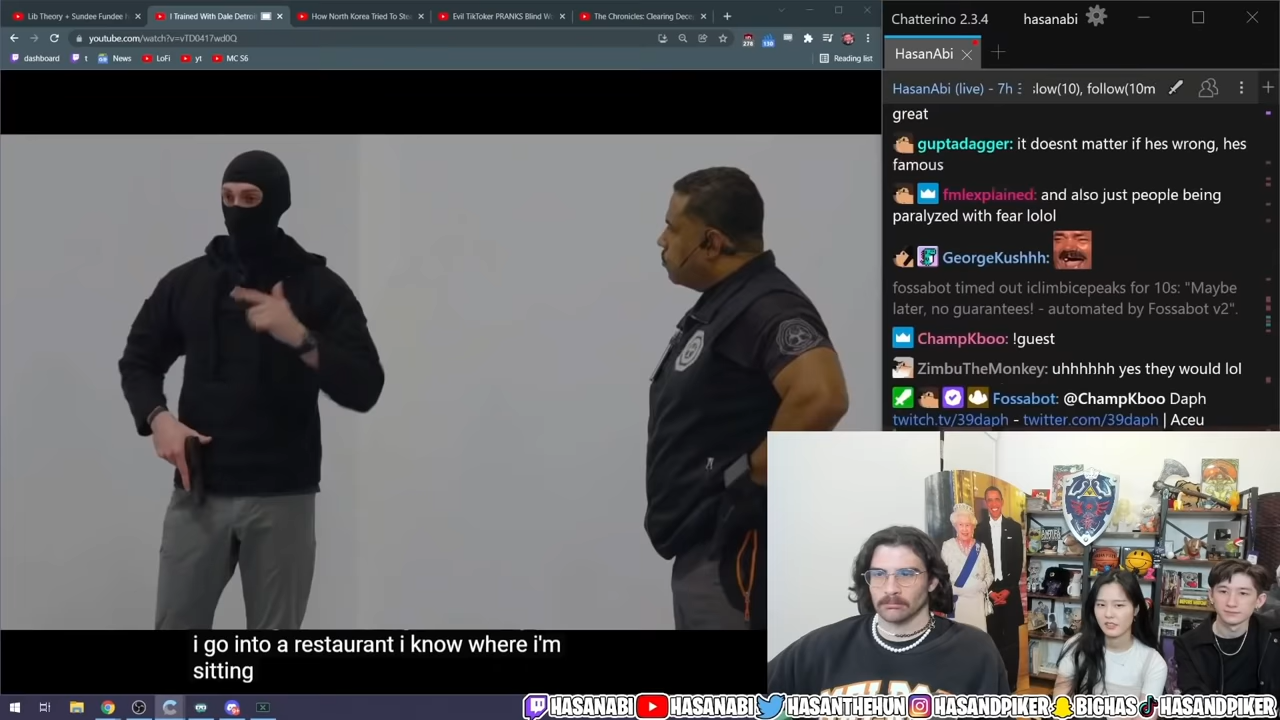 Lib Theory + Sundee Fundee
I Trained With Dale Detro
How North Korea Tried To Ste
Evil TikToker PRANKS Blind W
The Chronicles: Clearing Dece
youtube.com/watch?v=vTD0417wd0Q
278
130
dashboard
t
News
LoFi
yt
MC S6
Reading list
i go into a restaurant i know where i'm
sitting
Chatterino 2.3.4
hasanabi
HasanAbi
HasanAbi (live) - 7h
slow(10), follow(10m
great
guptadagger: it doesnt matter if hes wrong, hes
famous
fmlexplained: and also just people being
paralyzed with fear lolol
GeorgeKushhh:
fossabot timed out iclimbicepeaks for 10s: "Maybe
later, no guarantees! - automated by Fossabot v2".
ChampKboo: !guest
ZimbuTheMonkey: uhhhhhh yes they would lol
Fossabot: @ChampKboo Daph
twitch.tv/39daph - twitter.com/39daph | Aceu
HASANABI
HASANABI
HASANTHEHUN
HASANDPIKER
BIGHAS
HASANDPIKER